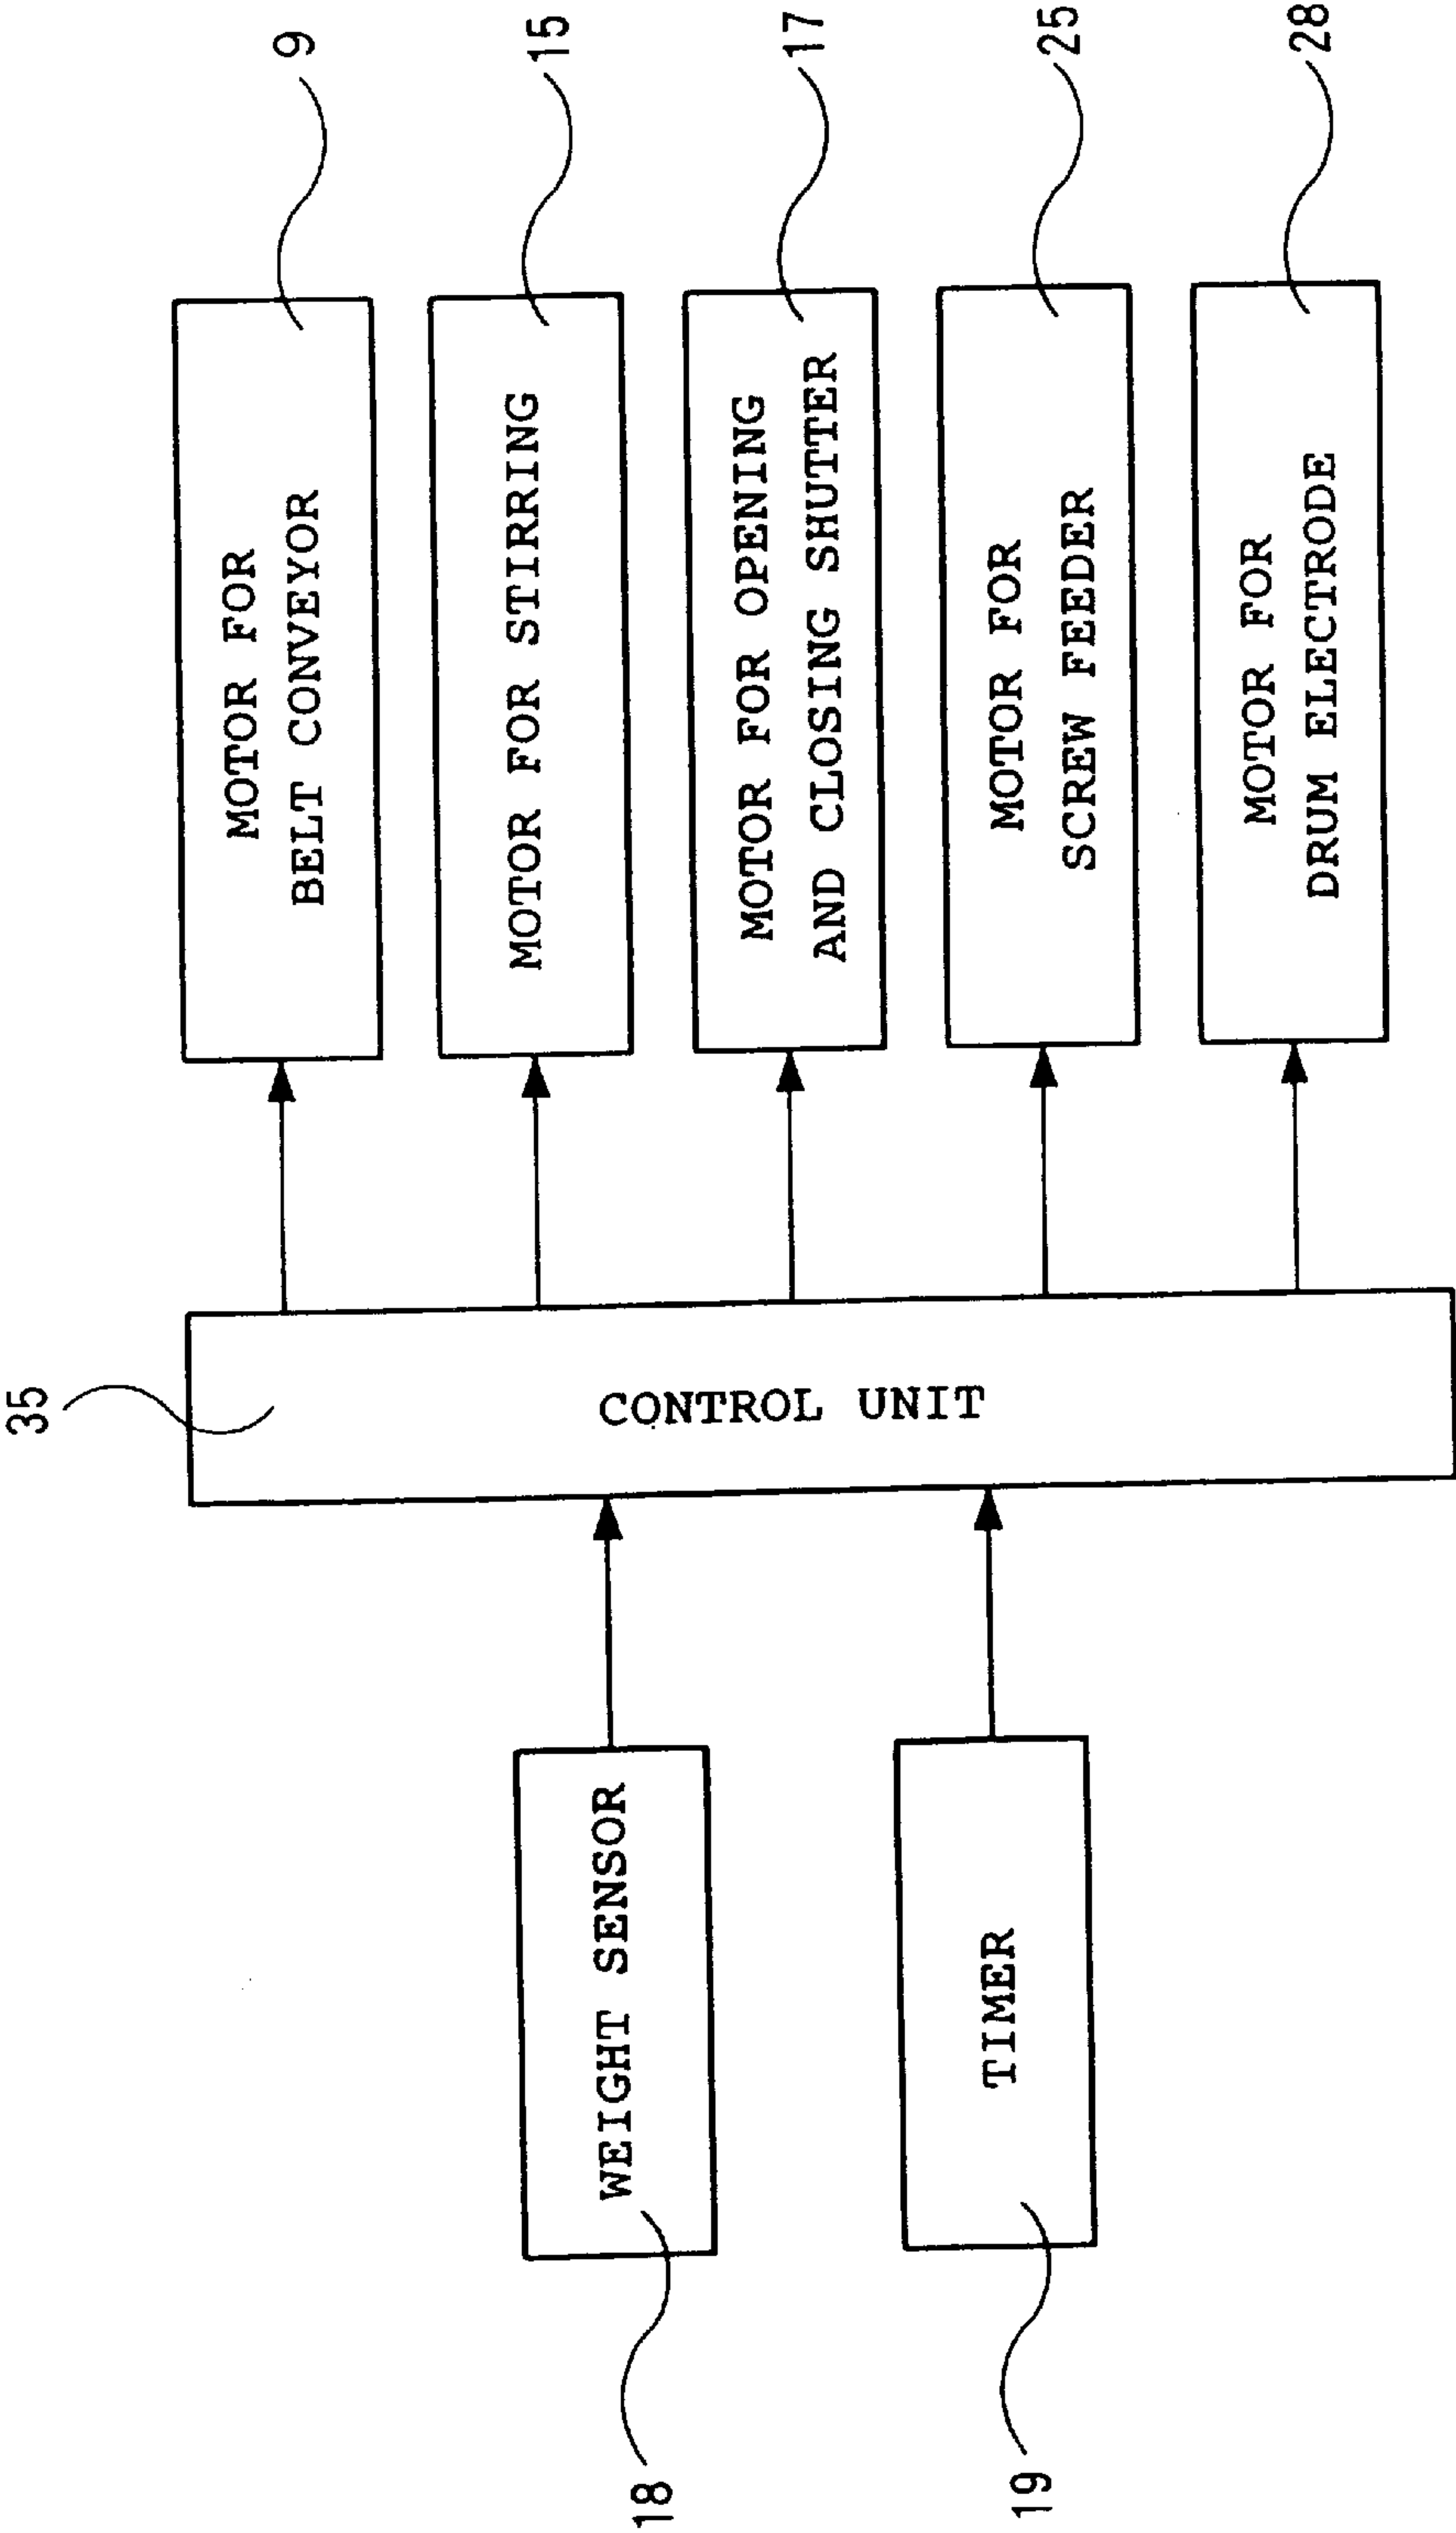 35
18
WEIGHT SENSOR
19
TIMER
CONTROL UNIT
MOTOR FOR
BELT CONVEYOR
9
MOTOR FOR STIRRING
15
MOTOR FOR OPENING
AND CLOSING SHUTTER
17
MOTOR FOR
SCREW FEEDER
25
MOTOR FOR
DRUM ELECTRODE
28